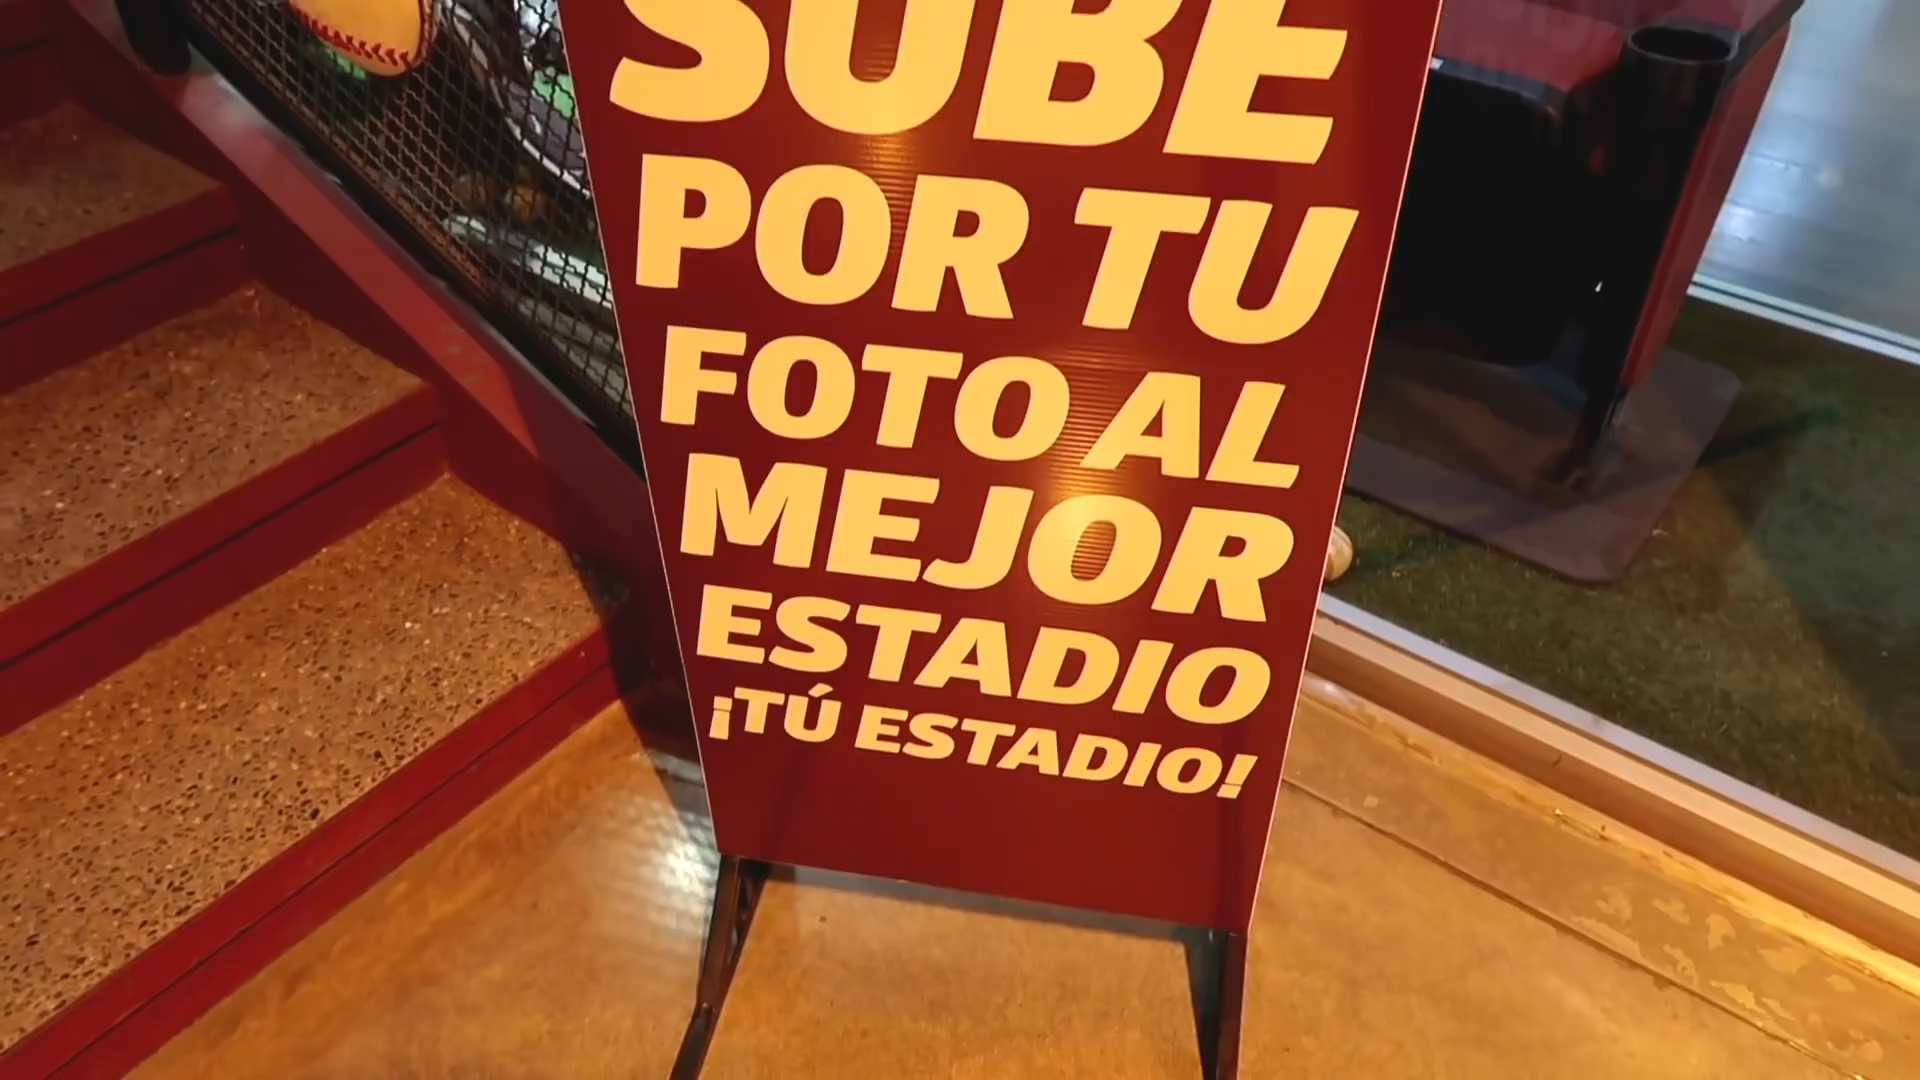 SUBE
POR TU
FOTO AL
MEJOR
ESTADIO
¡TÚ ESTADIO!